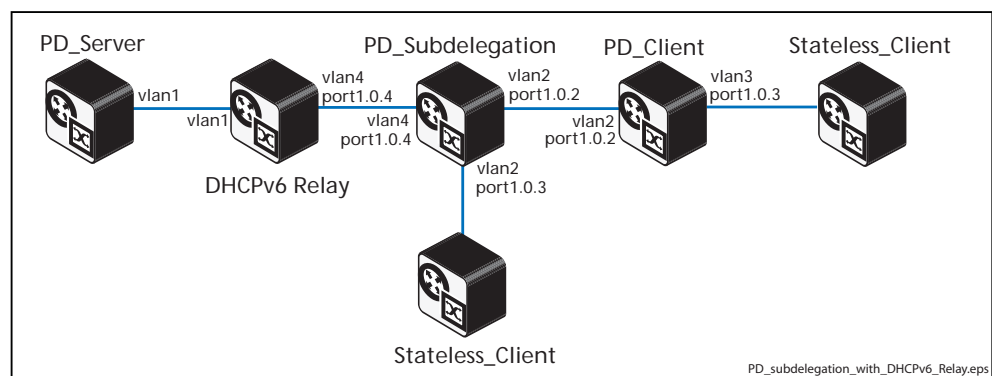 PD_Server
PD_Subdelegation
PD_Client
Stateless_Client
vlan1
vlan1
vlan4
port1.0.4
vlan4
port1.0.4
vlan2
port1.0.2
vlan2
port1.0.2
vlan3
port1.0.3
DHCPv6 Relay
vlan2
port1.0.3
Stateless_Client
PD_subdelegation_with_DHCPv6_Relay.eps